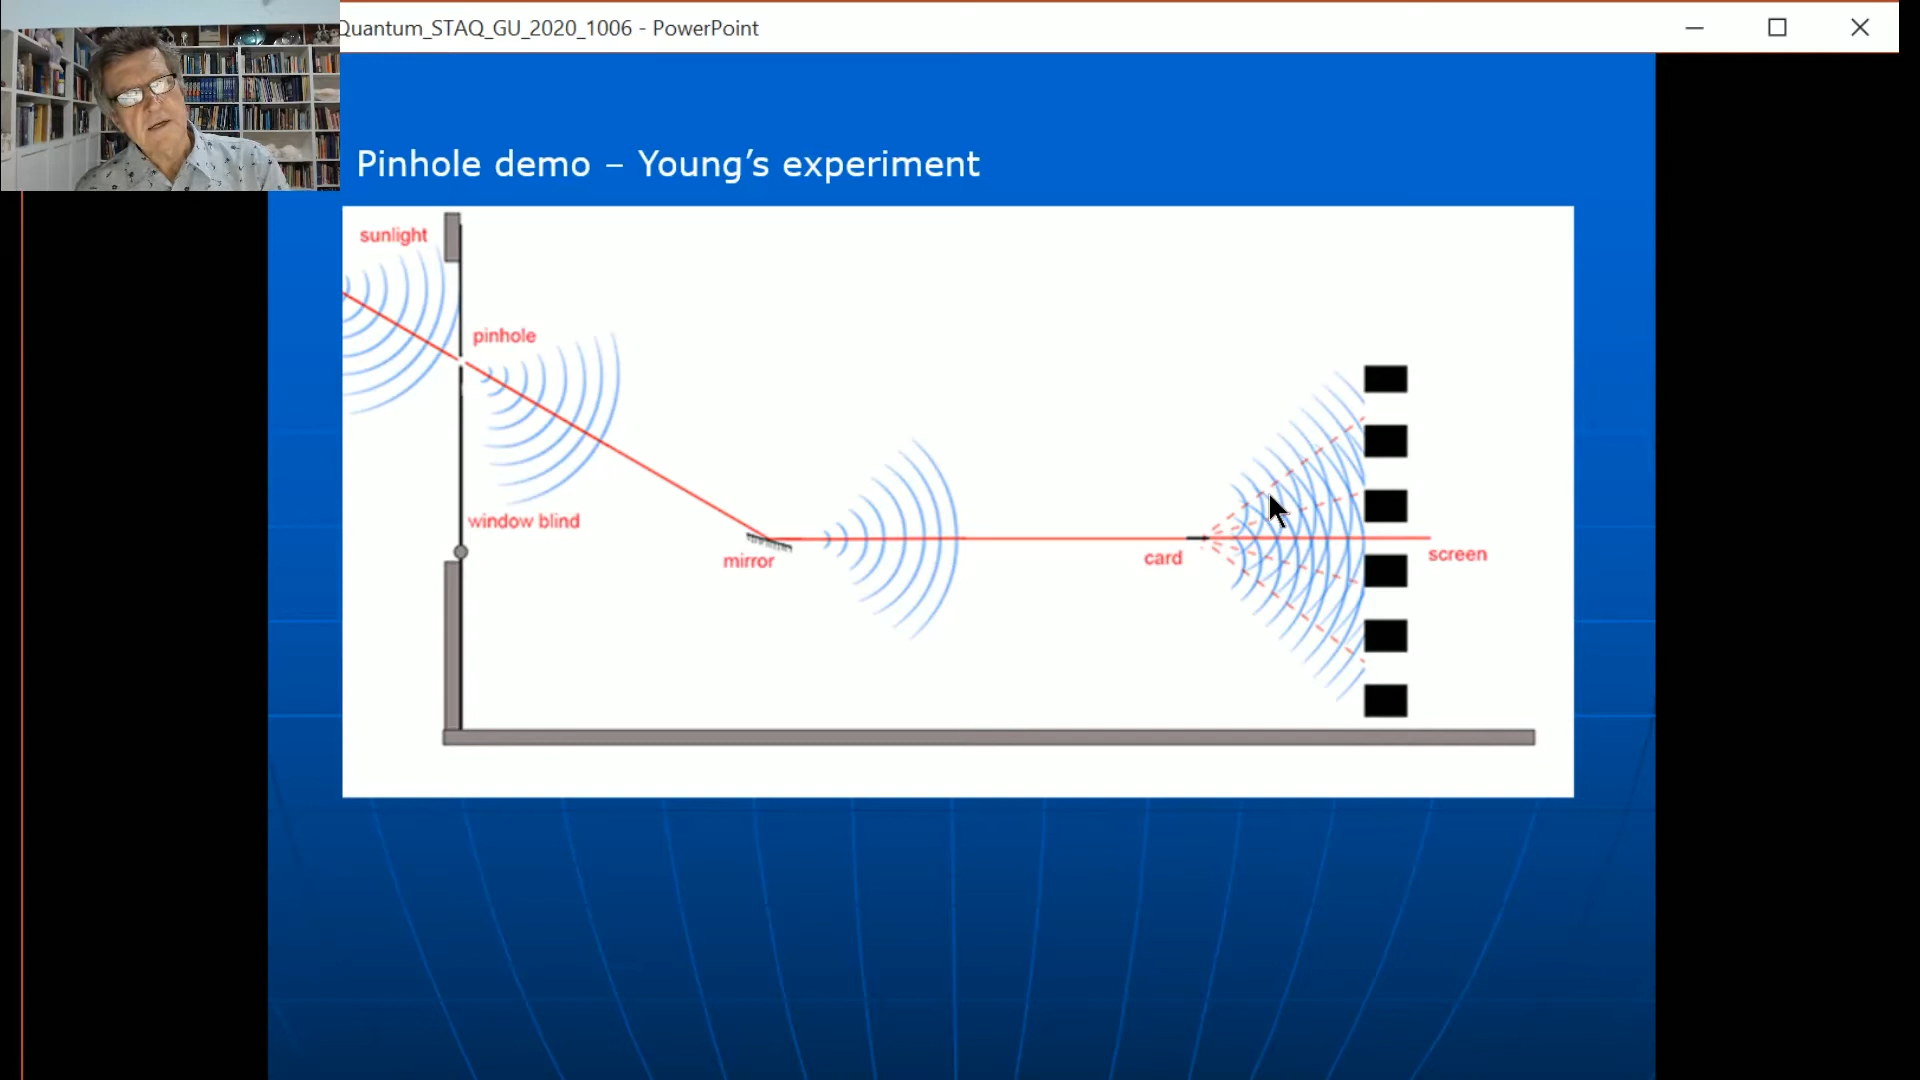 Quantum_STAQ_GU_2020_1006 - PowerPoint
Pinhole demo – Young’s experiment
sunlight
pinhole
window blind
mirror
card
screen